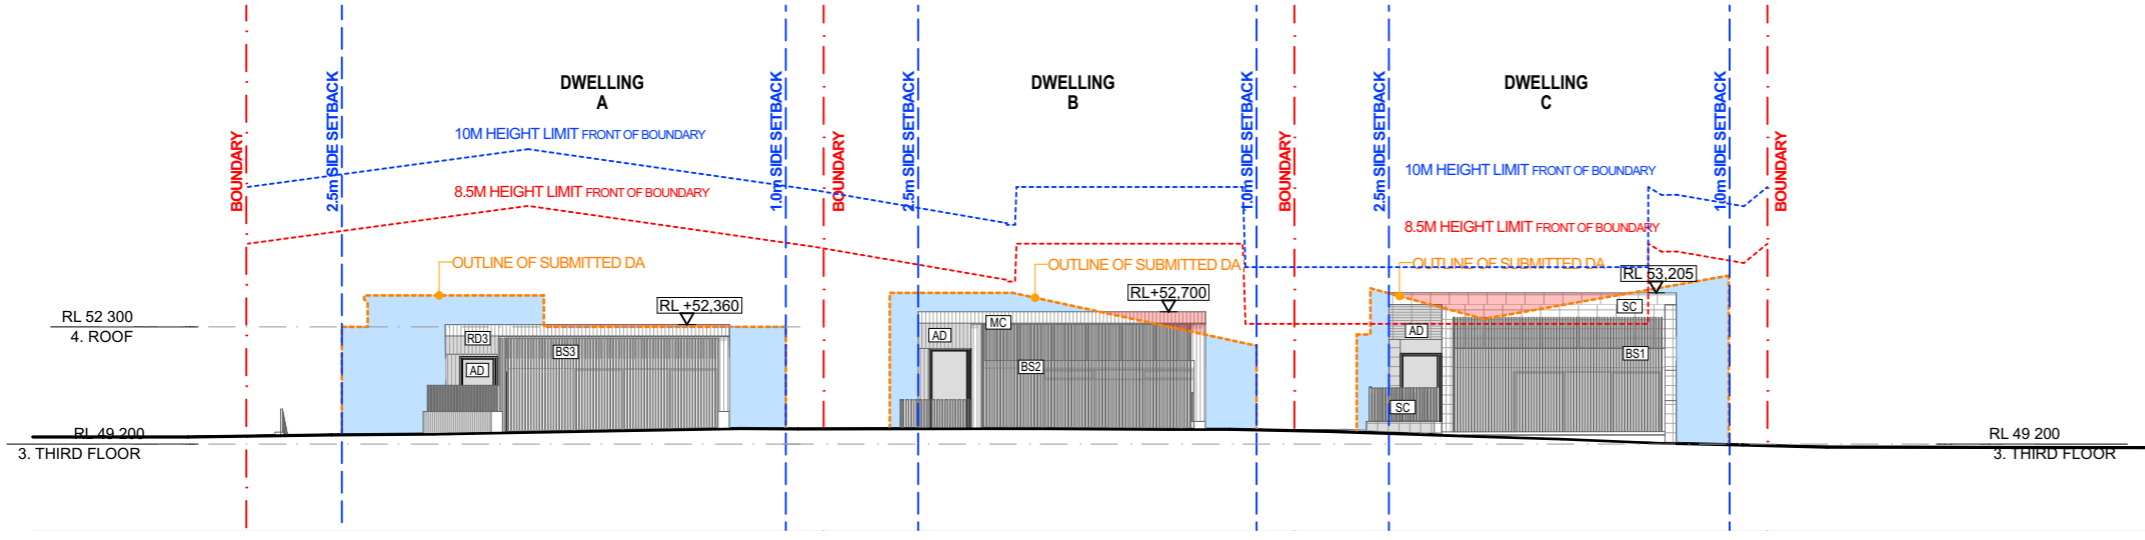 DWELLING
A
DWELLING
B
DWELLING
C
BOUNDARY
2.5m SIDE SETBACK
10M HEIGHT LIMIT FRONT OF BOUNDARY
8.5M HEIGHT LIMIT FRONT OF BOUNDARY
1.0m SIDE SETBACK
BOUNDARY
2.5m SIDE SETBACK
1.0m SIDE SETBACK
BOUNDARY
2.5m SIDE SETBACK
10M HEIGHT LIMIT FRONT OF BOUNDARY
8.5M HEIGHT LIMIT FRONT OF BOUNDARY
1.0m SIDE SETBACK
BOUNDARY
OUTLINE OF SUBMITTED DA
OUTLINE OF SUBMITTED DA
OUTLINE OF SUBMITTED DA
RL 53,205
RL +52,360
RL+52,700
RL 52 300
4. ROOF
RD3
BS3
AD
AD
MC
BS2
SC
AD
BS1
SC
RL 49 200
3. THIRD FLOOR
RL 49 200
3. THIRD FLOOR